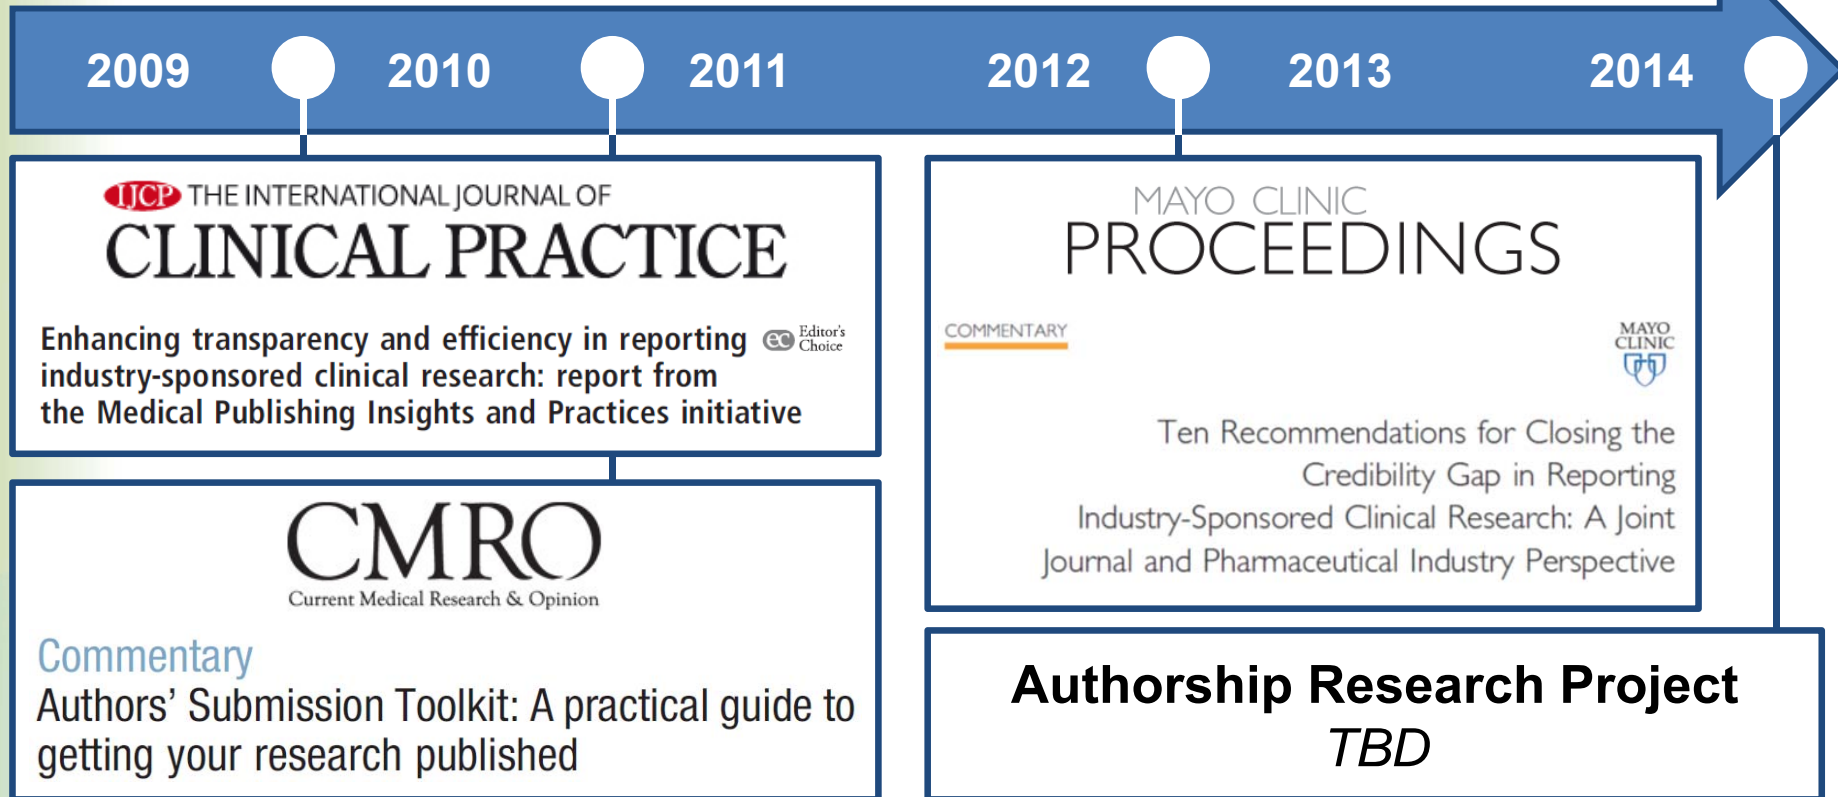 2009 2010 2011 2012 2013 2014
IJCP THE INTERNATIONAL JOURNAL OF
CLINICAL PRACTICE
Enhancing transparency and efficiency in reporting ec Editor's Choice
industry-sponsored clinical research: report from
the Medical Publishing Insights and Practices initiative
CMRO
Current Medical Research & Opinion
Commentary
Authors' Submission Toolkit: A practical guide to
getting your research published
MAYO CLINIC
PROCEEDINGS
COMMENTARY
MAYO
CLINIC
Ten Recommendations for Closing the
Credibility Gap in Reporting
Industry-Sponsored Clinical Research: A Joint
Journal and Pharmaceutical Industry Perspective
Authorship Research Project
TBD